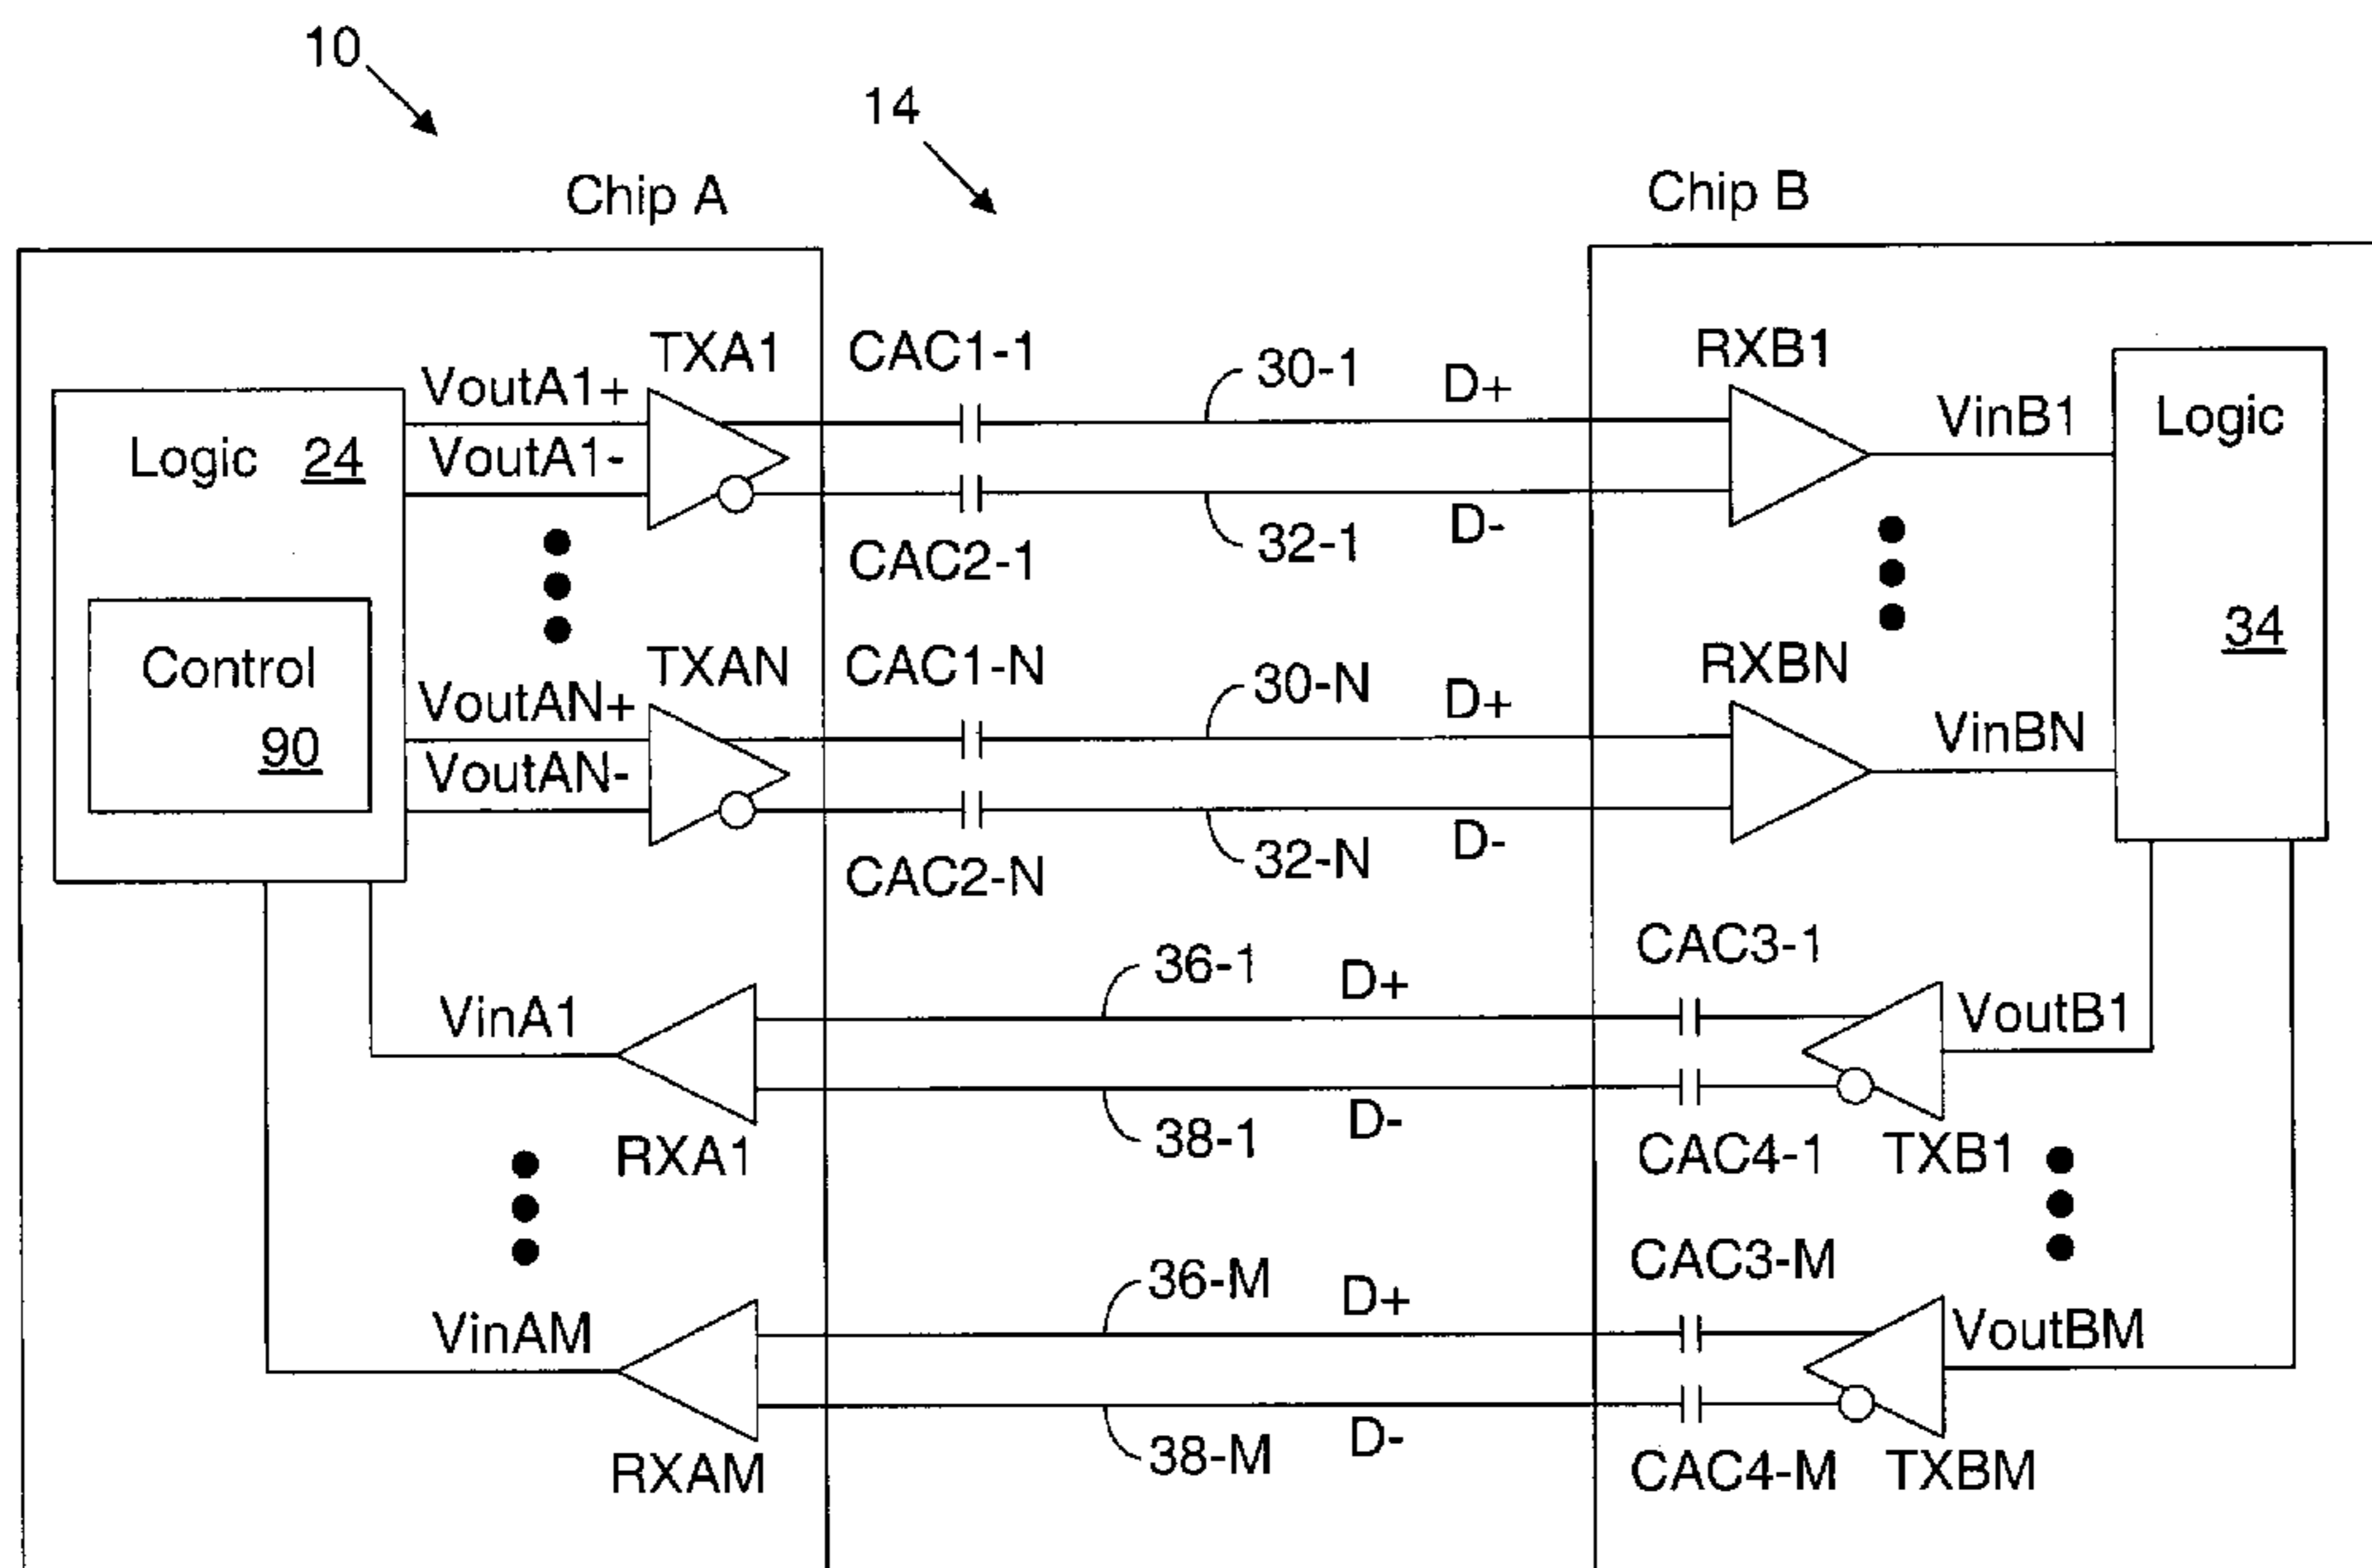 10
14
Chip A
Chip B
TXA1
CAC1-1
30-1
D+
RXB1
VoutA1+
VinB1
Logic
Logic 24
VoutA1-
32-1
D-
CAC2-1
34
Control
90
TXAN
CAC1-N
30-N
D+
RXBN
VoutAN+
VinBN
VoutAN-
32-N
D-
CAC2-N
CAC3-1
36-1
D+
VinA1
VoutB1
38-1
D-
RXA1
CAC4-1
TXB1
CAC3-M
36-M
D+
VinAM
VoutBM
38-M
D-
RXAM
CAC4-M
TXBM